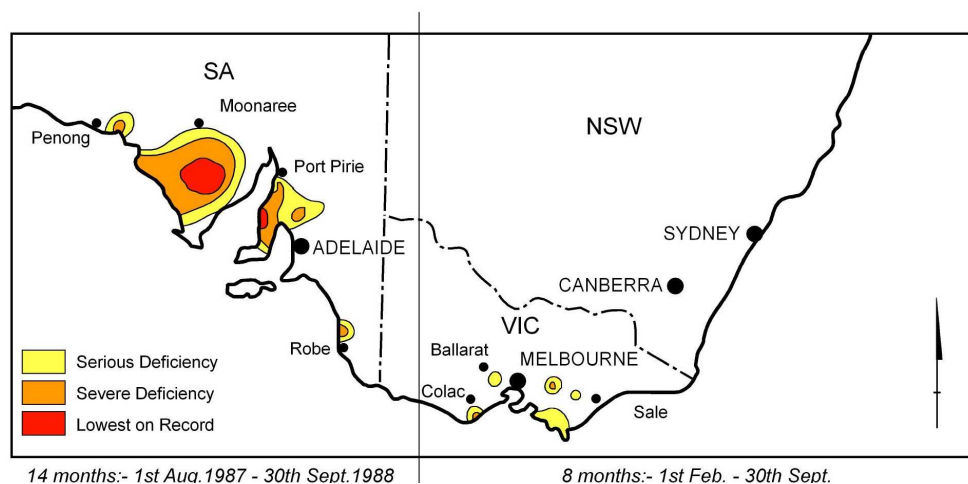 SA
Moonaree
NSW
Penong
Port Pirie
SYDNEY
ADELAIDE
CANBERRA
VIC
Robe
Ballarat
MELBOURNE
Colac
Sale
Serious Deficiency
Severe Deficiency
Lowest on Record
14 months:- 1st Aug.1987 - 30th Sept.1988
8 months:- 1st Feb. - 30th Sept.